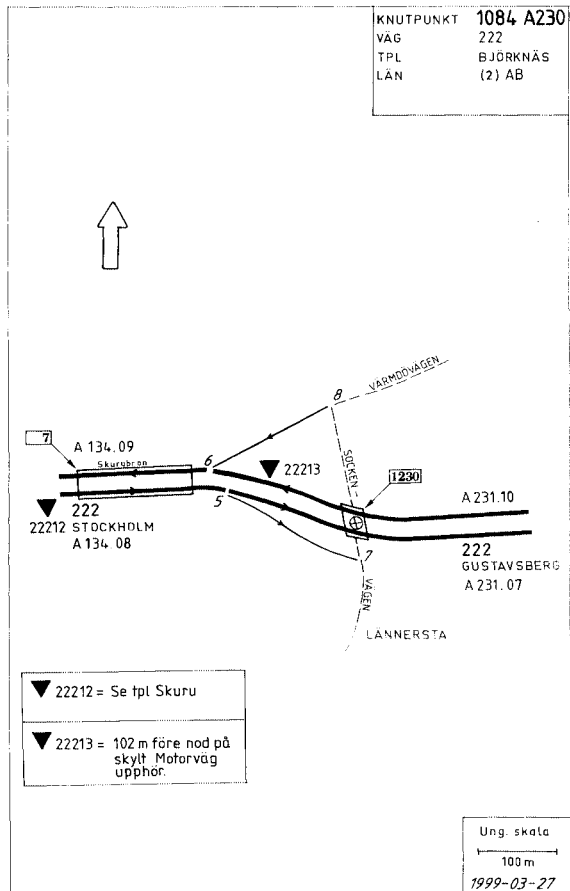 KNUTPUNKT 1084 A230
VÄG 222
TPL BJÖRKNÄS
LÄN (2) AB
8
VÄRMDÖVÄGEN
7
A 134.09
Skurubron
6
22213
SOCKEN-
1230
A 231.10
22212
222
STOCKHOLM
A 134 08
5
7
222
GUSTAVSBERG
A 231.07
VÄGEN
LÄNNERSTA
22212 = Se tpl Skuru
22213 = 102 m före nod på
skylt Motorväg
upphör.
Ung. skala
100 m
1999-03-27